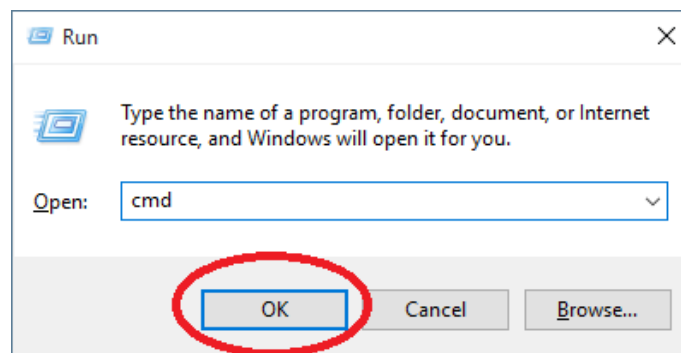 Run
Type the name of a program, folder, document, or Internet
resource, and Windows will open it for you.
Open: cmd
OK Cancel Browse...